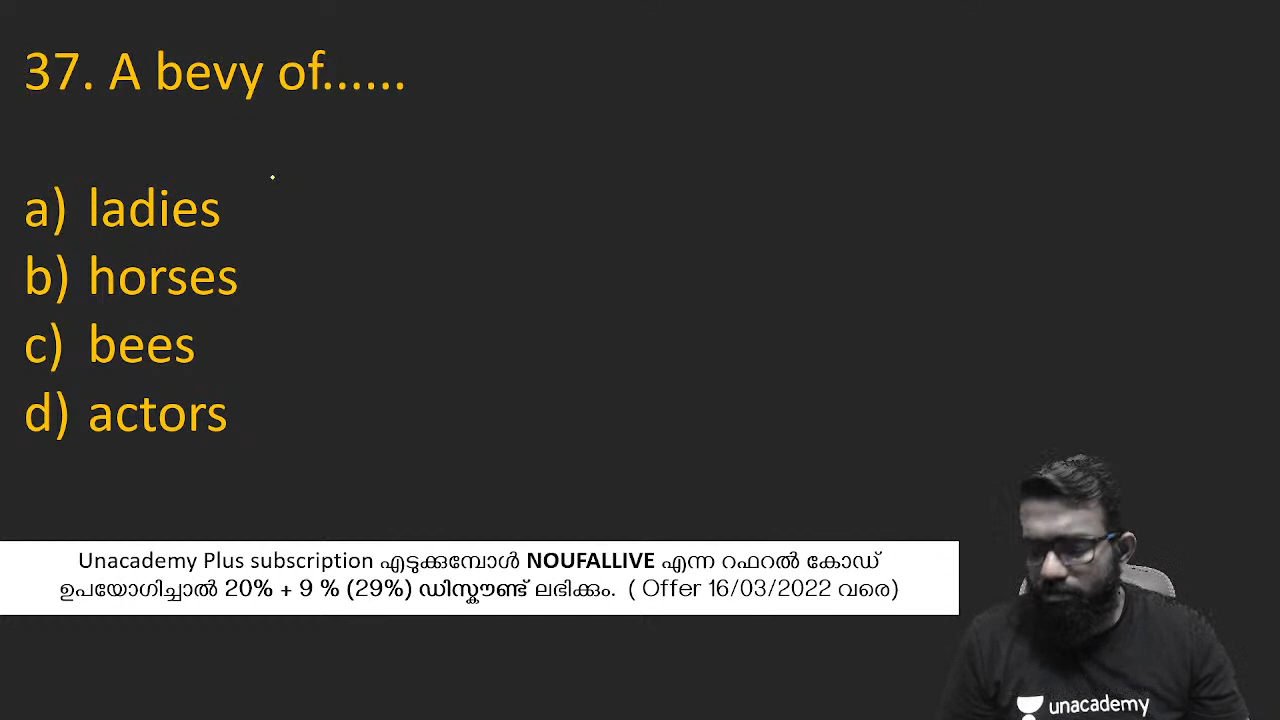 37. A bevy of......
a) ladies
b) horses
c) bees
d) actors
Unacademy Plus subscription എടുക്കുമ്പോൾ NOUFALLIVE എന്ന റഫറൽ കോഡ്
ഉപയോഗിച്ചാൽ 20% + 9 % (29%) ഡിസ്കൗണ്ട് ലഭിക്കും. ( Offer 16/03/2022 വരെ)
unacademy